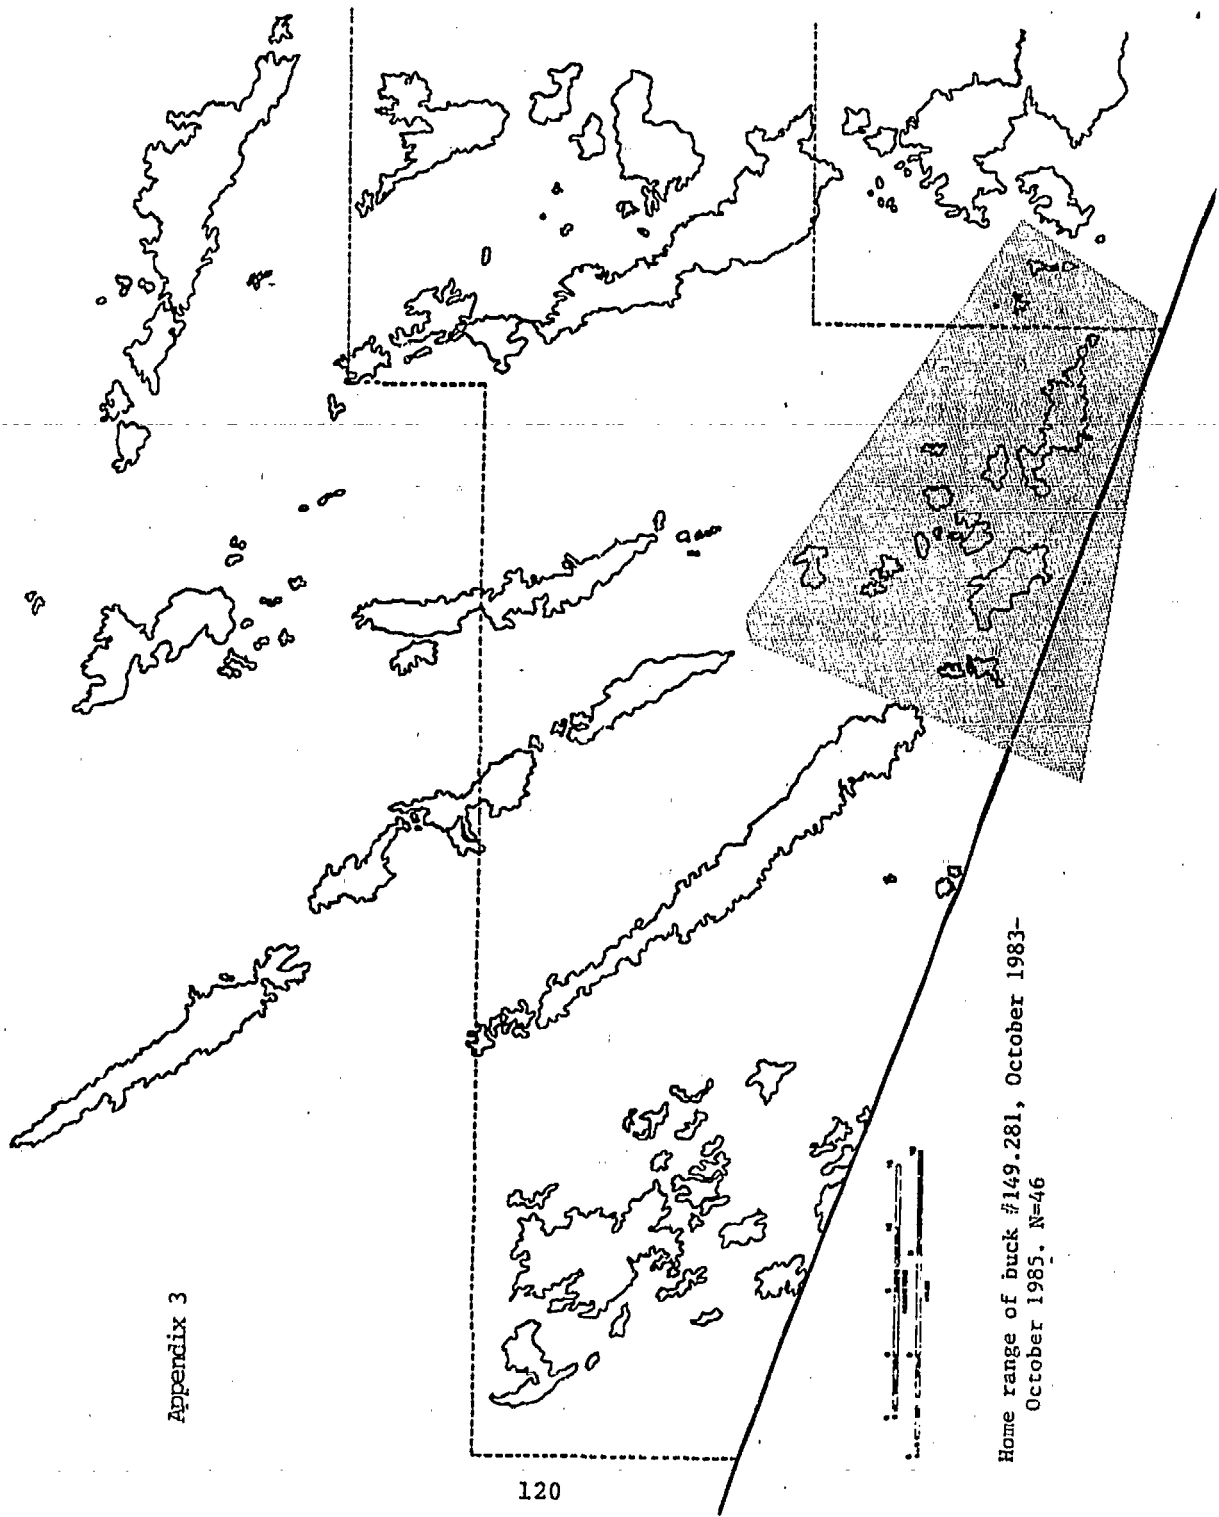 Appendix 3
Home range of buck #149.281, October 1983-
October 1985. N=46
120